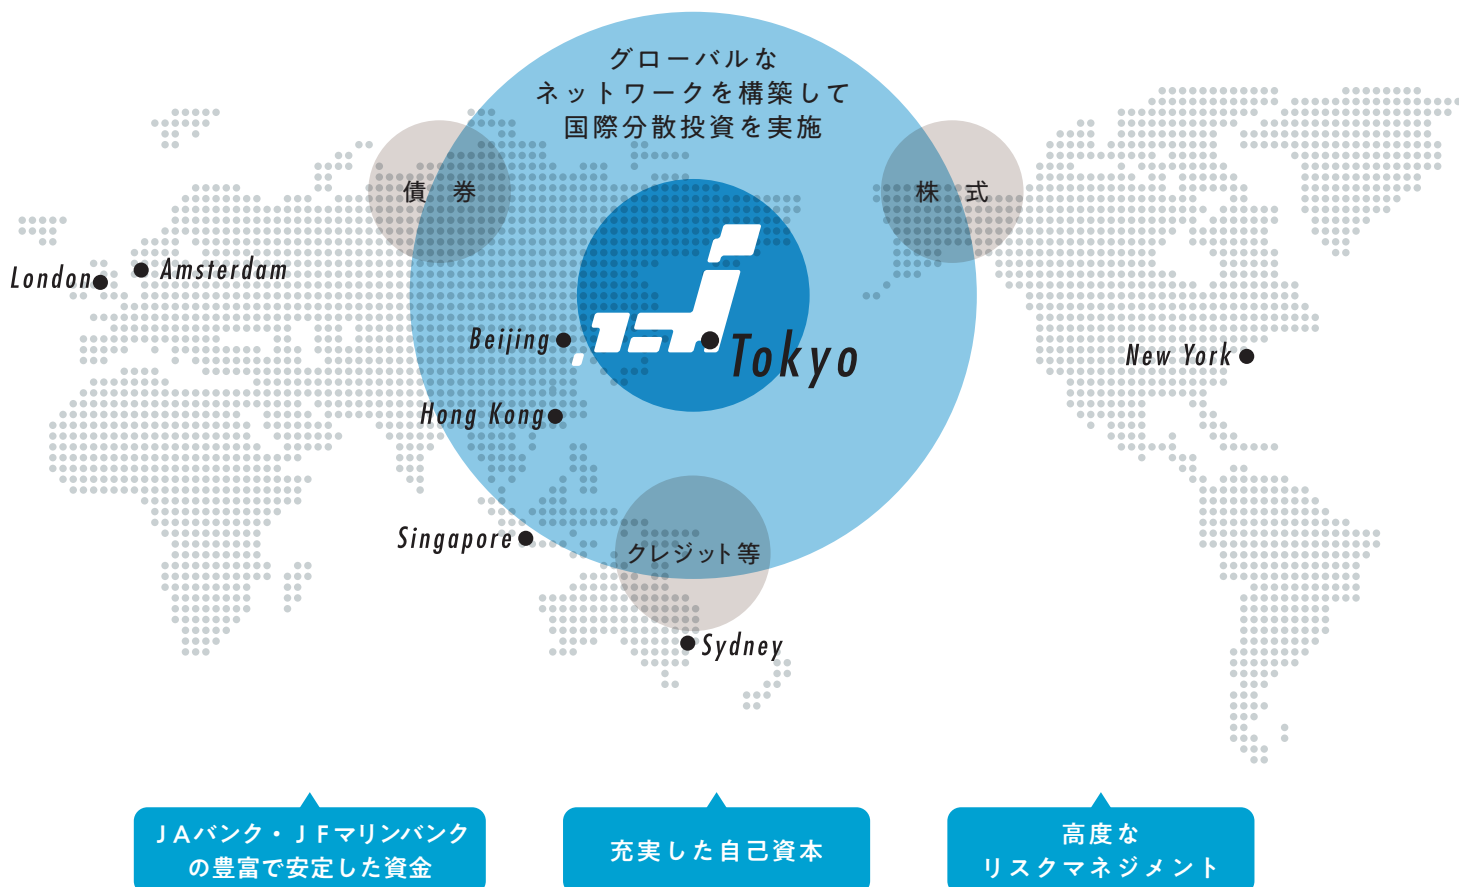 グローバルな
ネットワークを構築して
国際分散投資を実施
債 券
株 式
London
Amsterdam
Beijing
Tokyo
New York
Hong Kong
Singapore
クレジット等
Sydney
JAバンク・JFマリンバンク
の豊富で安定した資金
充実した自己資本
高度な
リスクマネジメント